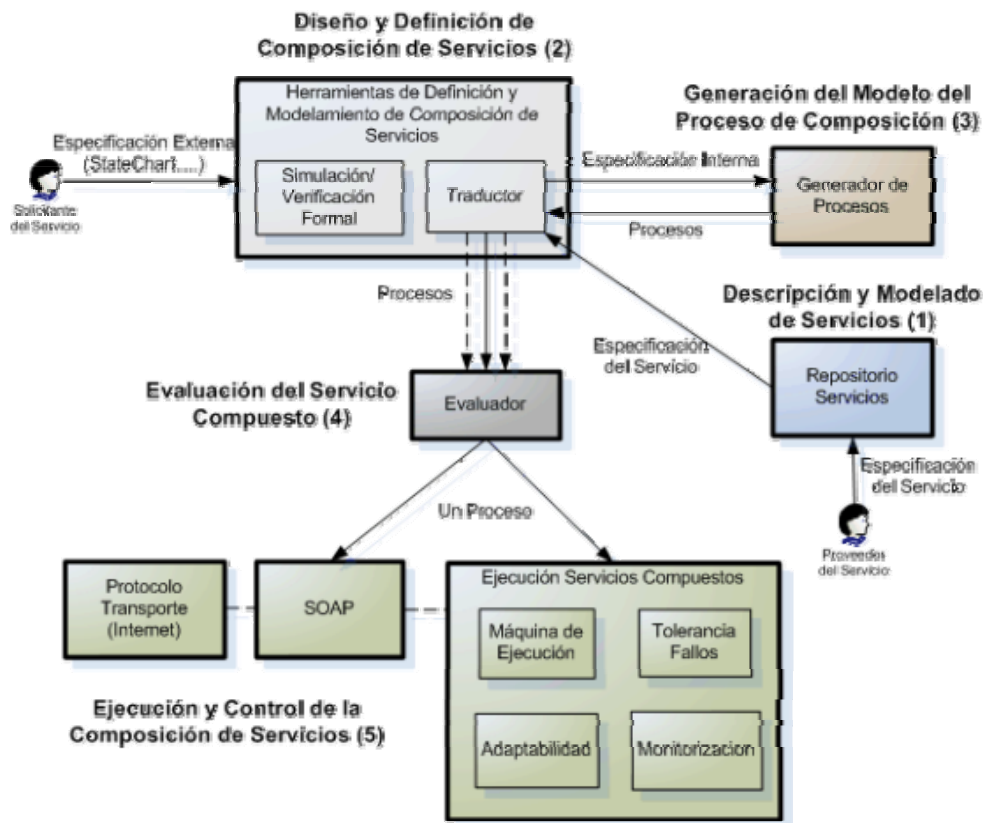 Diseño y Definición de
Composición de Servicios (2)
Herramientas de Definición y
Modelamiento de Composición de
Servicios
Simulación/
Verificación
Formal
Traductor
Especificación Externa
(StateChart.....)
Solicitante
del Servicio
Generación del Modelo del
Proceso de Composición (3)
Especificación Interna
Procesos
Generador de
Procesos
Procesos
Descripción y Modelado
de Servicios (1)
Especificación
del Servicio
Repositorio
Servicios
Especificación
del Servicio
Proveedor
del Servicio
Evaluación del Servicio
Compuesto (4)
Evaluador
Un Proceso
Protocolo
Transporte
(Internet)
SOAP
Ejecución Servicios Compuestos
Máquina de
Ejecución
Tolerancia
Fallos
Adaptabilidad
Monitorizacion
Ejecución y Control de la
Composición de Servicios (5)